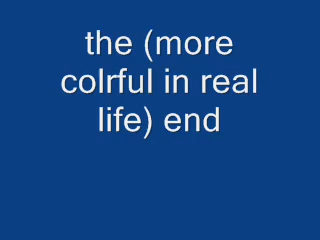 the (more
colrful in real
life) end